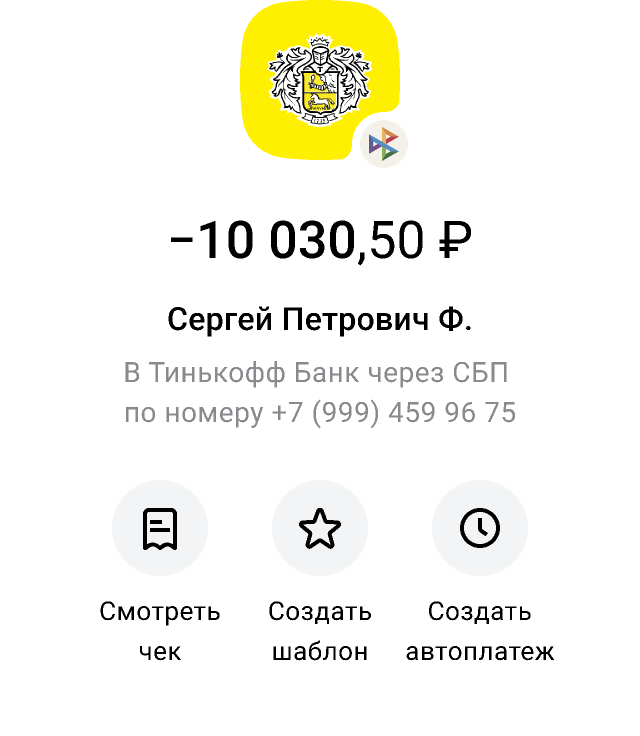 −10 030,50 ₽
Сергей Петрович Ф.
В Тинькофф Банк через СБП
по номеру +7 (999) 459 96 75
Смотреть
чек
Создать
шаблон
Создать
автоплатеж